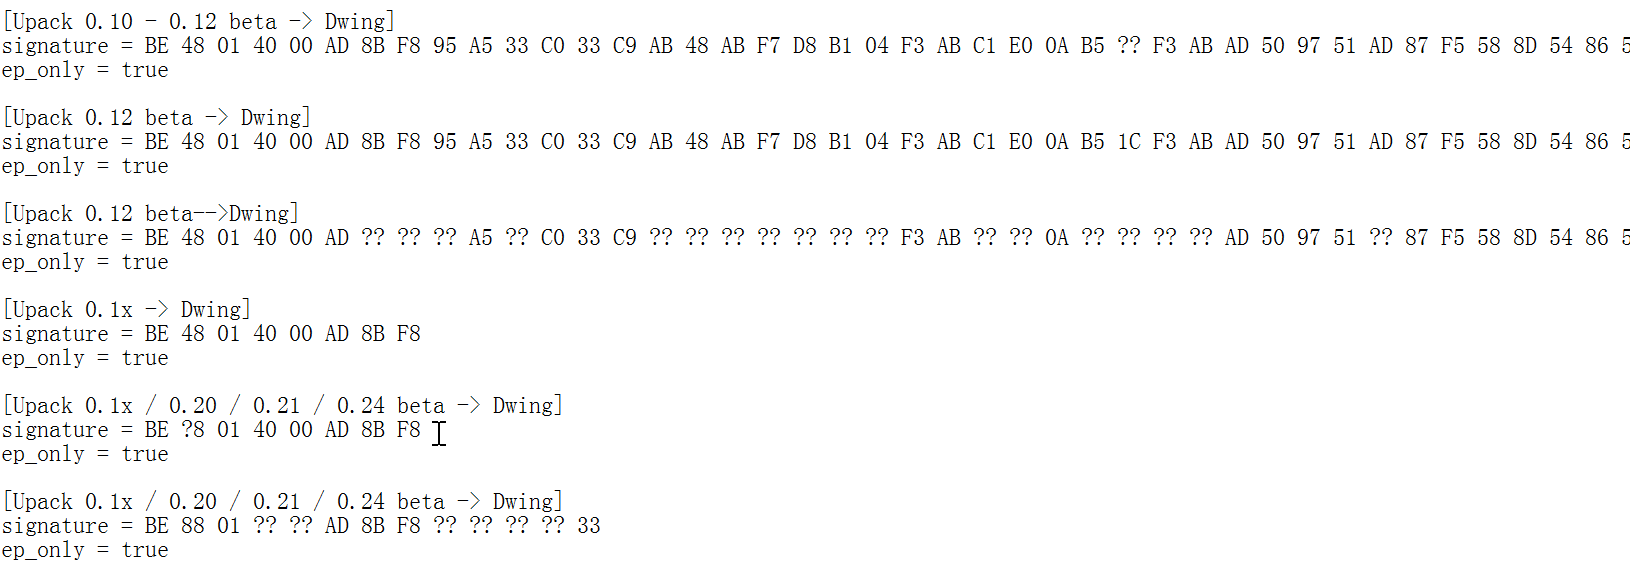 [Upack 0.10 - 0.12 beta -> Dwing]
signature = BE 48 01 40 00 AD 8B F8 95 A5 33 C0 33 C9 AB 48 AB F7 D8 B1 04 F3 AB C1 E0 0A B5 ?? F3 AB AD 50 97 51 AD 87 F5 58 8D 54 86 5
ep_only = true
[Upack 0.12 beta -> Dwing]
signature = BE 48 01 40 00 AD 8B F8 95 A5 33 C0 33 C9 AB 48 AB F7 D8 B1 04 F3 AB C1 E0 0A B5 1C F3 AB AD 50 97 51 AD 87 F5 58 8D 54 86 5
ep_only = true
[Upack 0.12 beta-->Dwing]
signature = BE 48 01 40 00 AD ?? ?? ?? A5 ?? C0 33 C9 ?? ?? ?? ?? ?? ?? ?? F3 AB ?? ?? 0A ?? ?? ?? ?? AD 50 97 51 ?? 87 F5 58 8D 54 86 5
ep_only = true
[Upack 0.1x -> Dwing]
signature = BE 48 01 40 00 AD 8B F8
ep_only = true
[Upack 0.1x / 0.20 / 0.21 / 0.24 beta -> Dwing]
signature = BE ?8 01 40 00 AD 8B F8
ep_only = true
[Upack 0.1x / 0.20 / 0.21 / 0.24 beta -> Dwing]
signature = BE 88 01 ?? ?? AD 8B F8 ?? ?? ?? ?? 33
ep_only = true